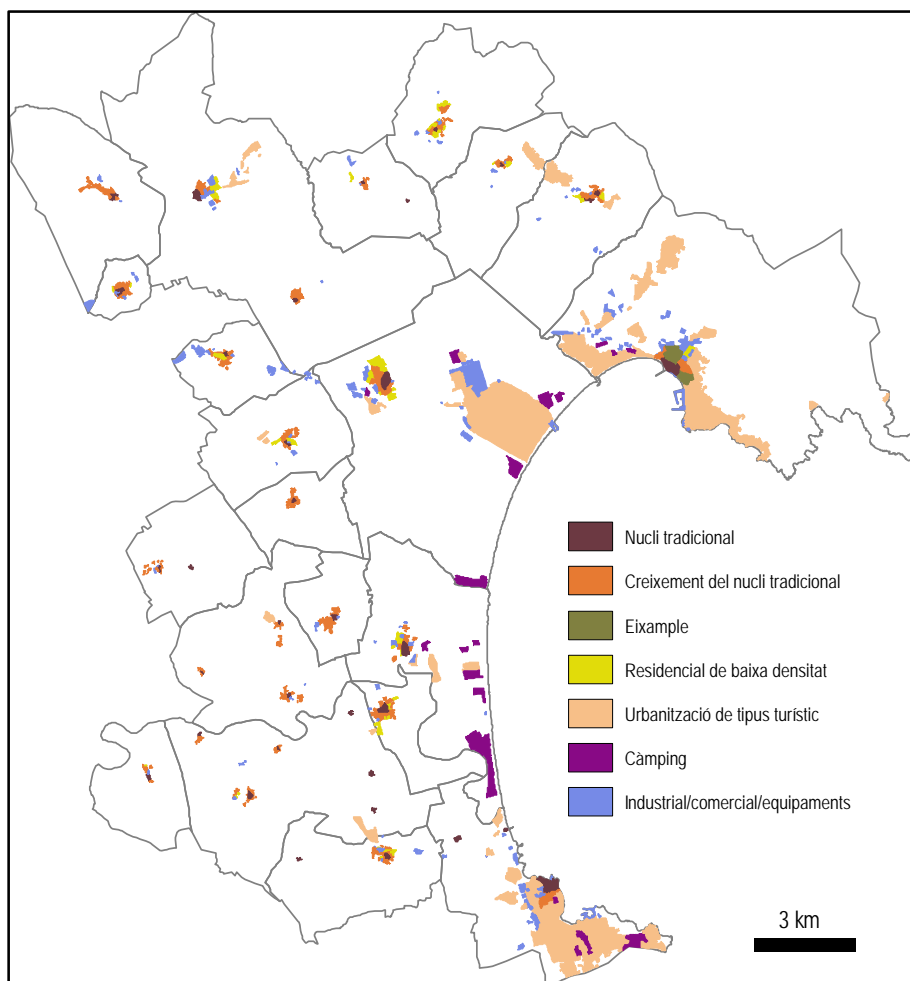 Nucli tradicional
Creixement del nucli tradicional
Eixample
Residencial de baixa densitat
Urbanització de tipus turístic
Càmping
Industrial/comercial/equipaments
3 km